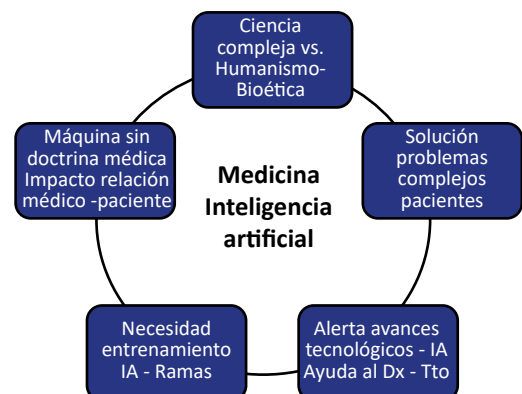 Ciencia
compleja vs.
Humanismo-
Bioética
Máquina sin
doctrina médica
Impacto relación
médico -paciente
Medicina
Inteligencia
artificial
Solución
problemas
complejos
pacientes
Necesidad
entrenamiento
IA - Ramas
Alerta avances
tecnológicos - IA
Ayuda al Dx - Tto